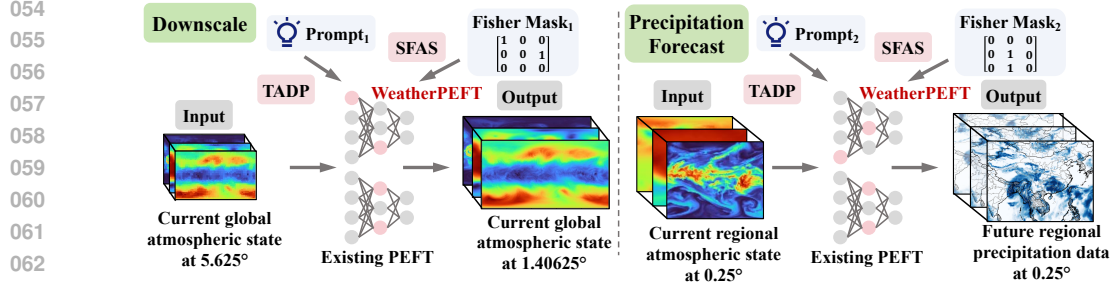 054
055
056
057
058
059
060
061
062
Downscale
Prompt₁
SFAS
Fisher Mask₁
1 0 0
0 0 1
0 0 0
TADP
WeatherPEFT
Input
Output
Current global
atmospheric state
at 5.625°
Existing PEFT
Current global
atmospheric state
at 1.40625°
Precipitation
Forecast
Prompt₂
SFAS
Fisher Mask₂
0 0 0
0 1 0
0 1 0
TADP
WeatherPEFT
Input
Output
Current regional
atmospheric state
at 0.25°
Existing PEFT
Future regional
precipitation data
at 0.25°